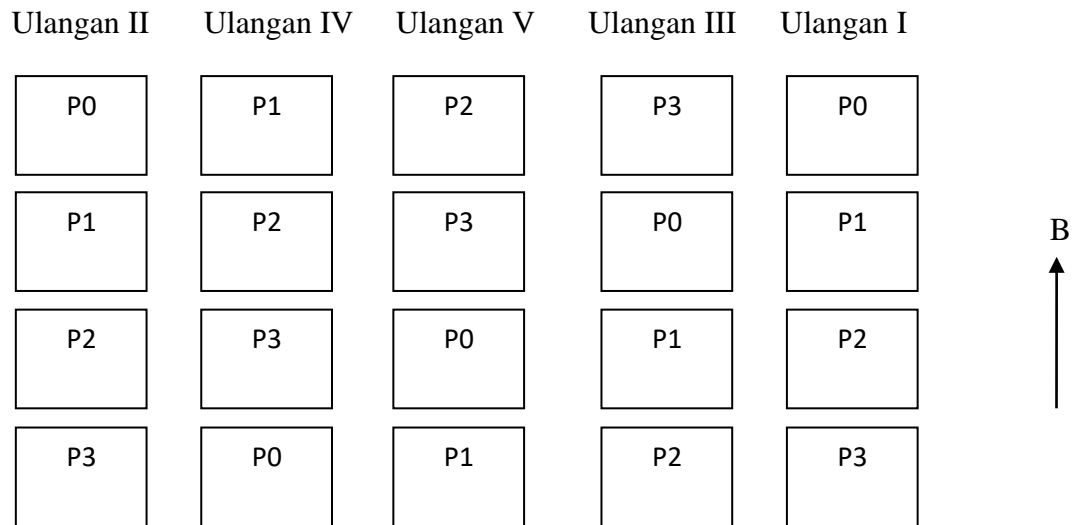 Ulangan II Ulangan IV Ulangan V Ulangan III Ulangan I
P0 P1 P2 P3 P0
P1 P2 P3 P0 P1
B
P2 P3 P0 P1 P2
P3 P0 P1 P2 P3